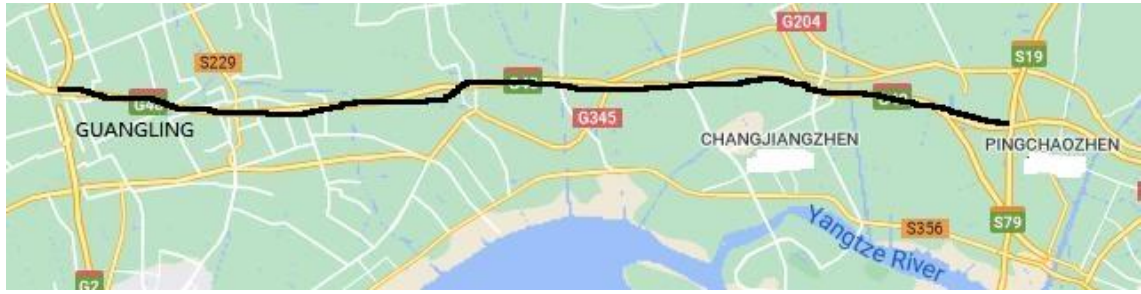 G204
S19
S229
G345
GUANGLING
CHANGJIANGZHEN
PINGCHAOZHEN
S79
S356
Yangtze River
G2